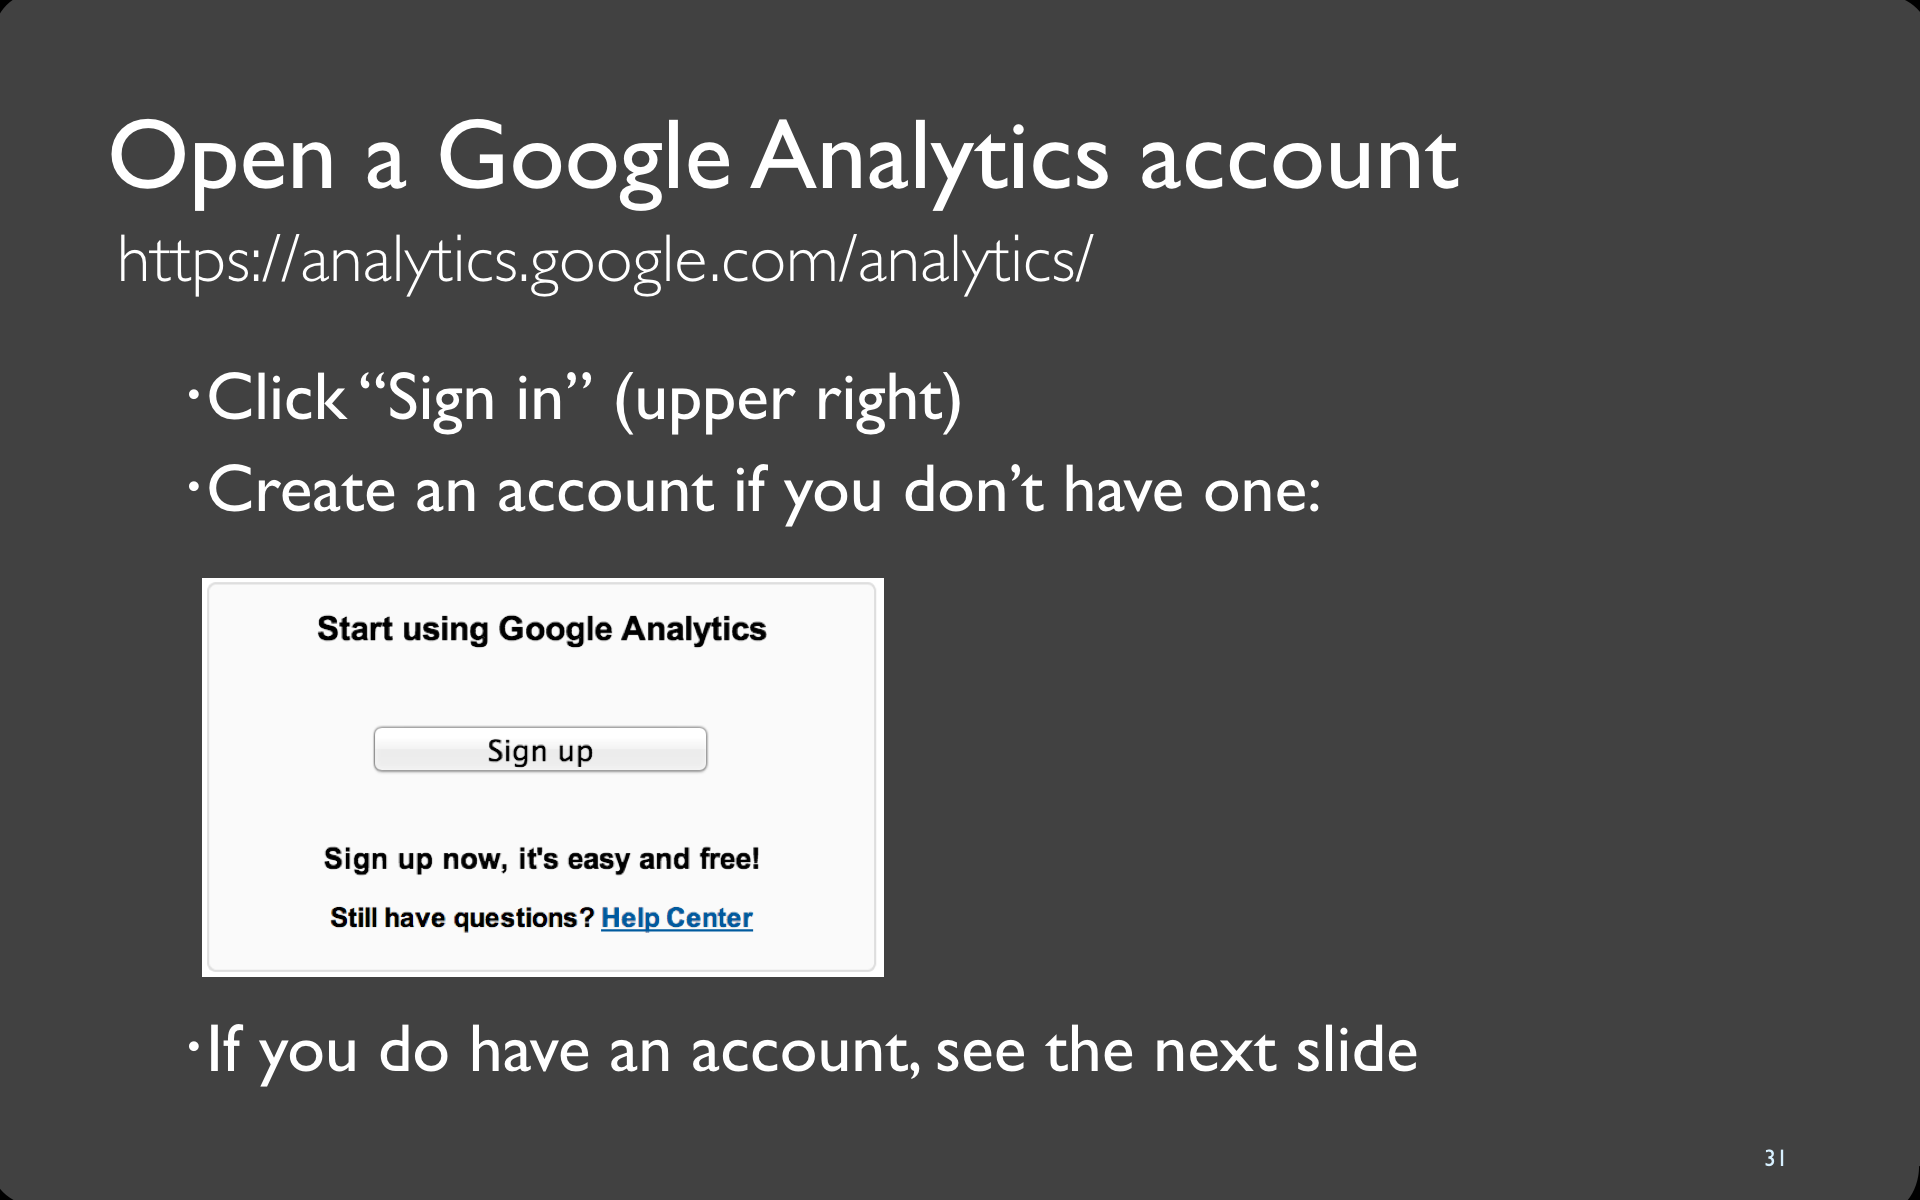 Open a Google Analytics account
https://analytics.google.com/analytics/
·Click “Sign in” (upper right)
·Create an account if you don’t have one:
Start using Google Analytics
Sign up
Sign up now, it's easy and free!
Still have questions? Help Center
·If you do have an account, see the next slide
31